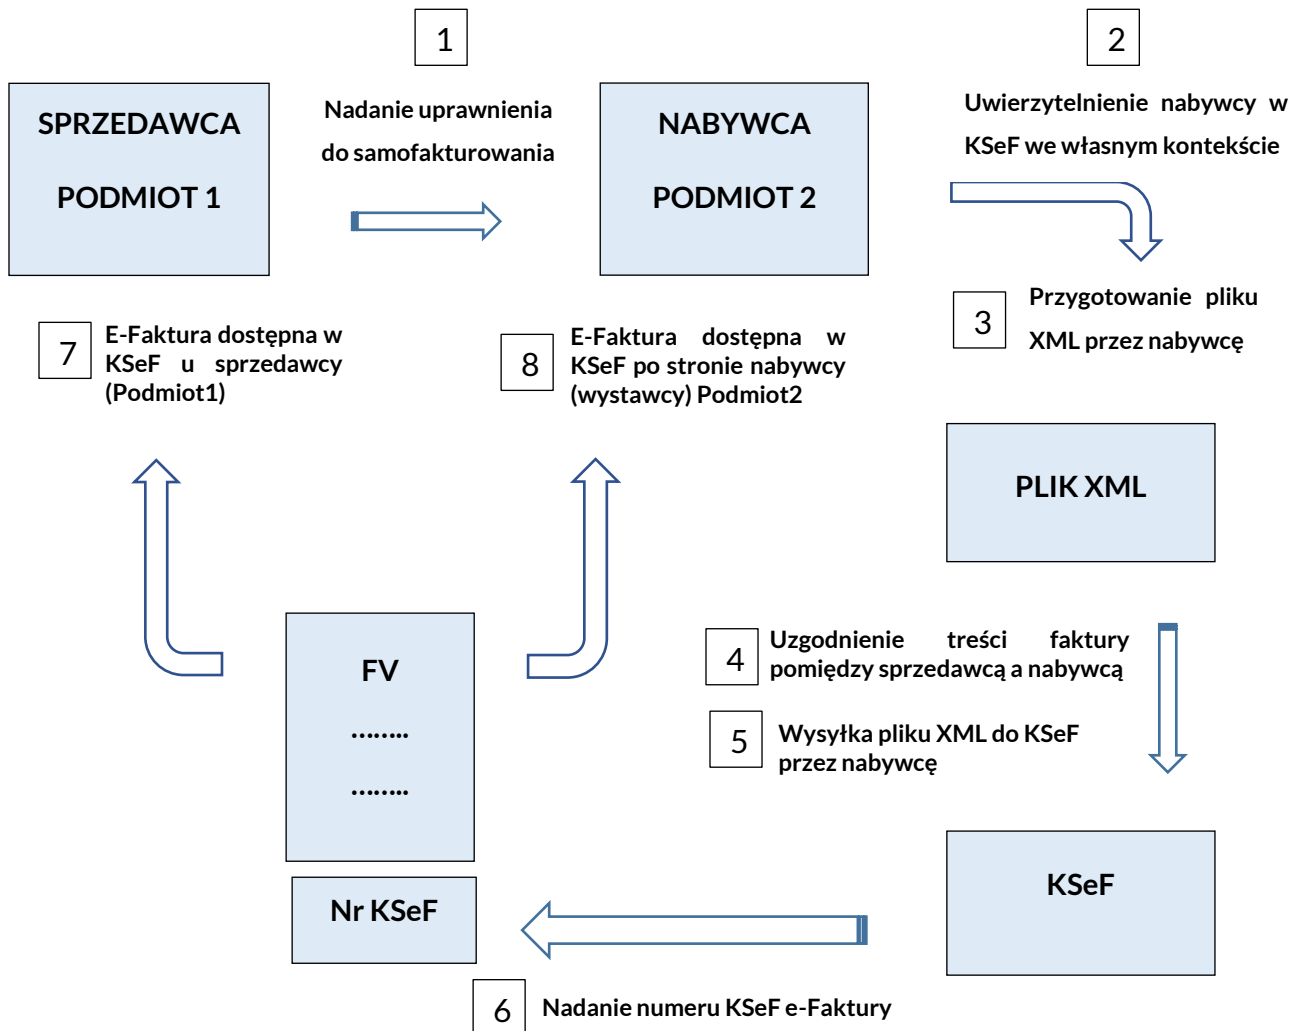 1
2
SPRZEDAWCA
PODMIOT 1
Nadanie uprawnienia
do samofakturowania
NABYWCA
PODMIOT 2
Uwierzytelnienie nabywcy w
KSeF we własnym kontekście
3
Przygotowanie pliku
XML przez nabywcę
7
E-Faktura dostępna w
KSeF u sprzedawcy
(Podmiot1)
8
E-Faktura dostępna w
KSeF po stronie nabywcy
(wystawcy) Podmiot2
PLIK XML
4
Uzgodnienie treści faktury
pomiędzy sprzedawcą a nabywcą
5
Wysyłka pliku XML do KSeF
przez nabywcę
FV
……..
……..
Nr KSeF
KSeF
6
Nadanie numeru KSeF e-Faktury